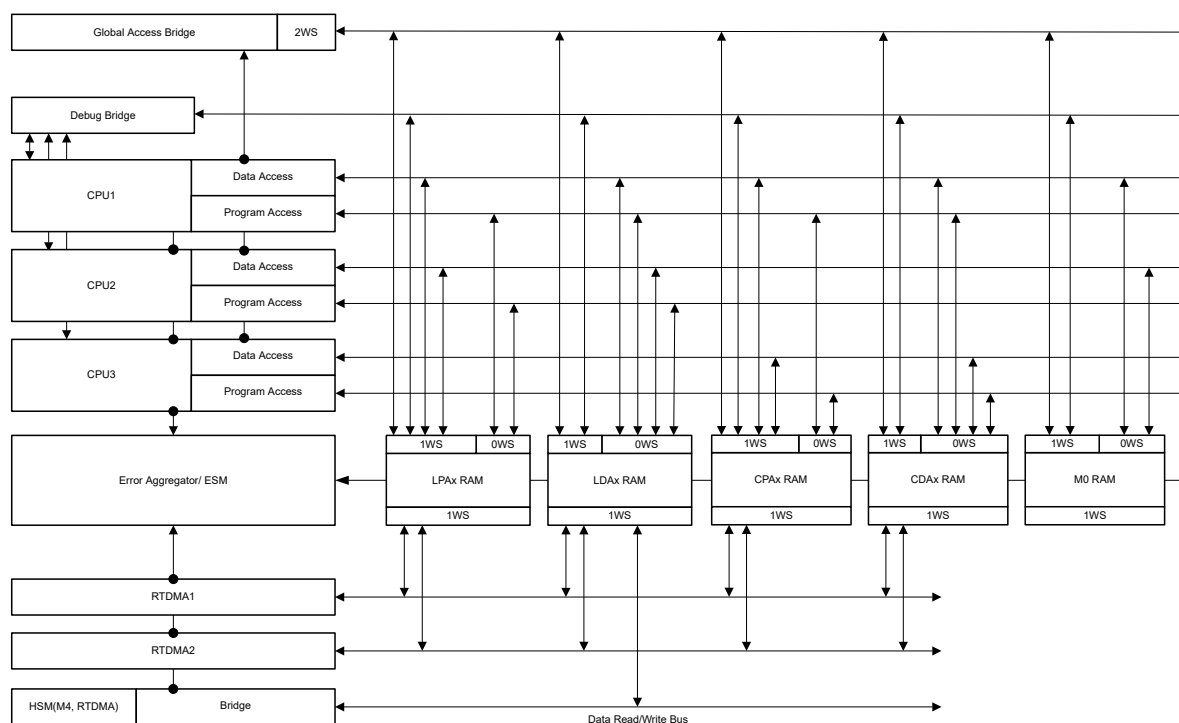 Global Access Bridge 2WS
Debug Bridge
CPU1 Data Access
Program Access
CPU2 Data Access
Program Access
CPU3 Data Access
Program Access
1WS 0WS 1WS 0WS 1WS 0WS 1WS 0WS 1WS 0WS
Error Aggregator/ ESM LPAx RAM LDAx RAM CPAx RAM CDAx RAM M0 RAM
1WS 1WS 1WS 1WS 1WS
RTDMA1
RTDMA2
HSM(M4, RTDMA) Bridge
Data Read/Write Bus